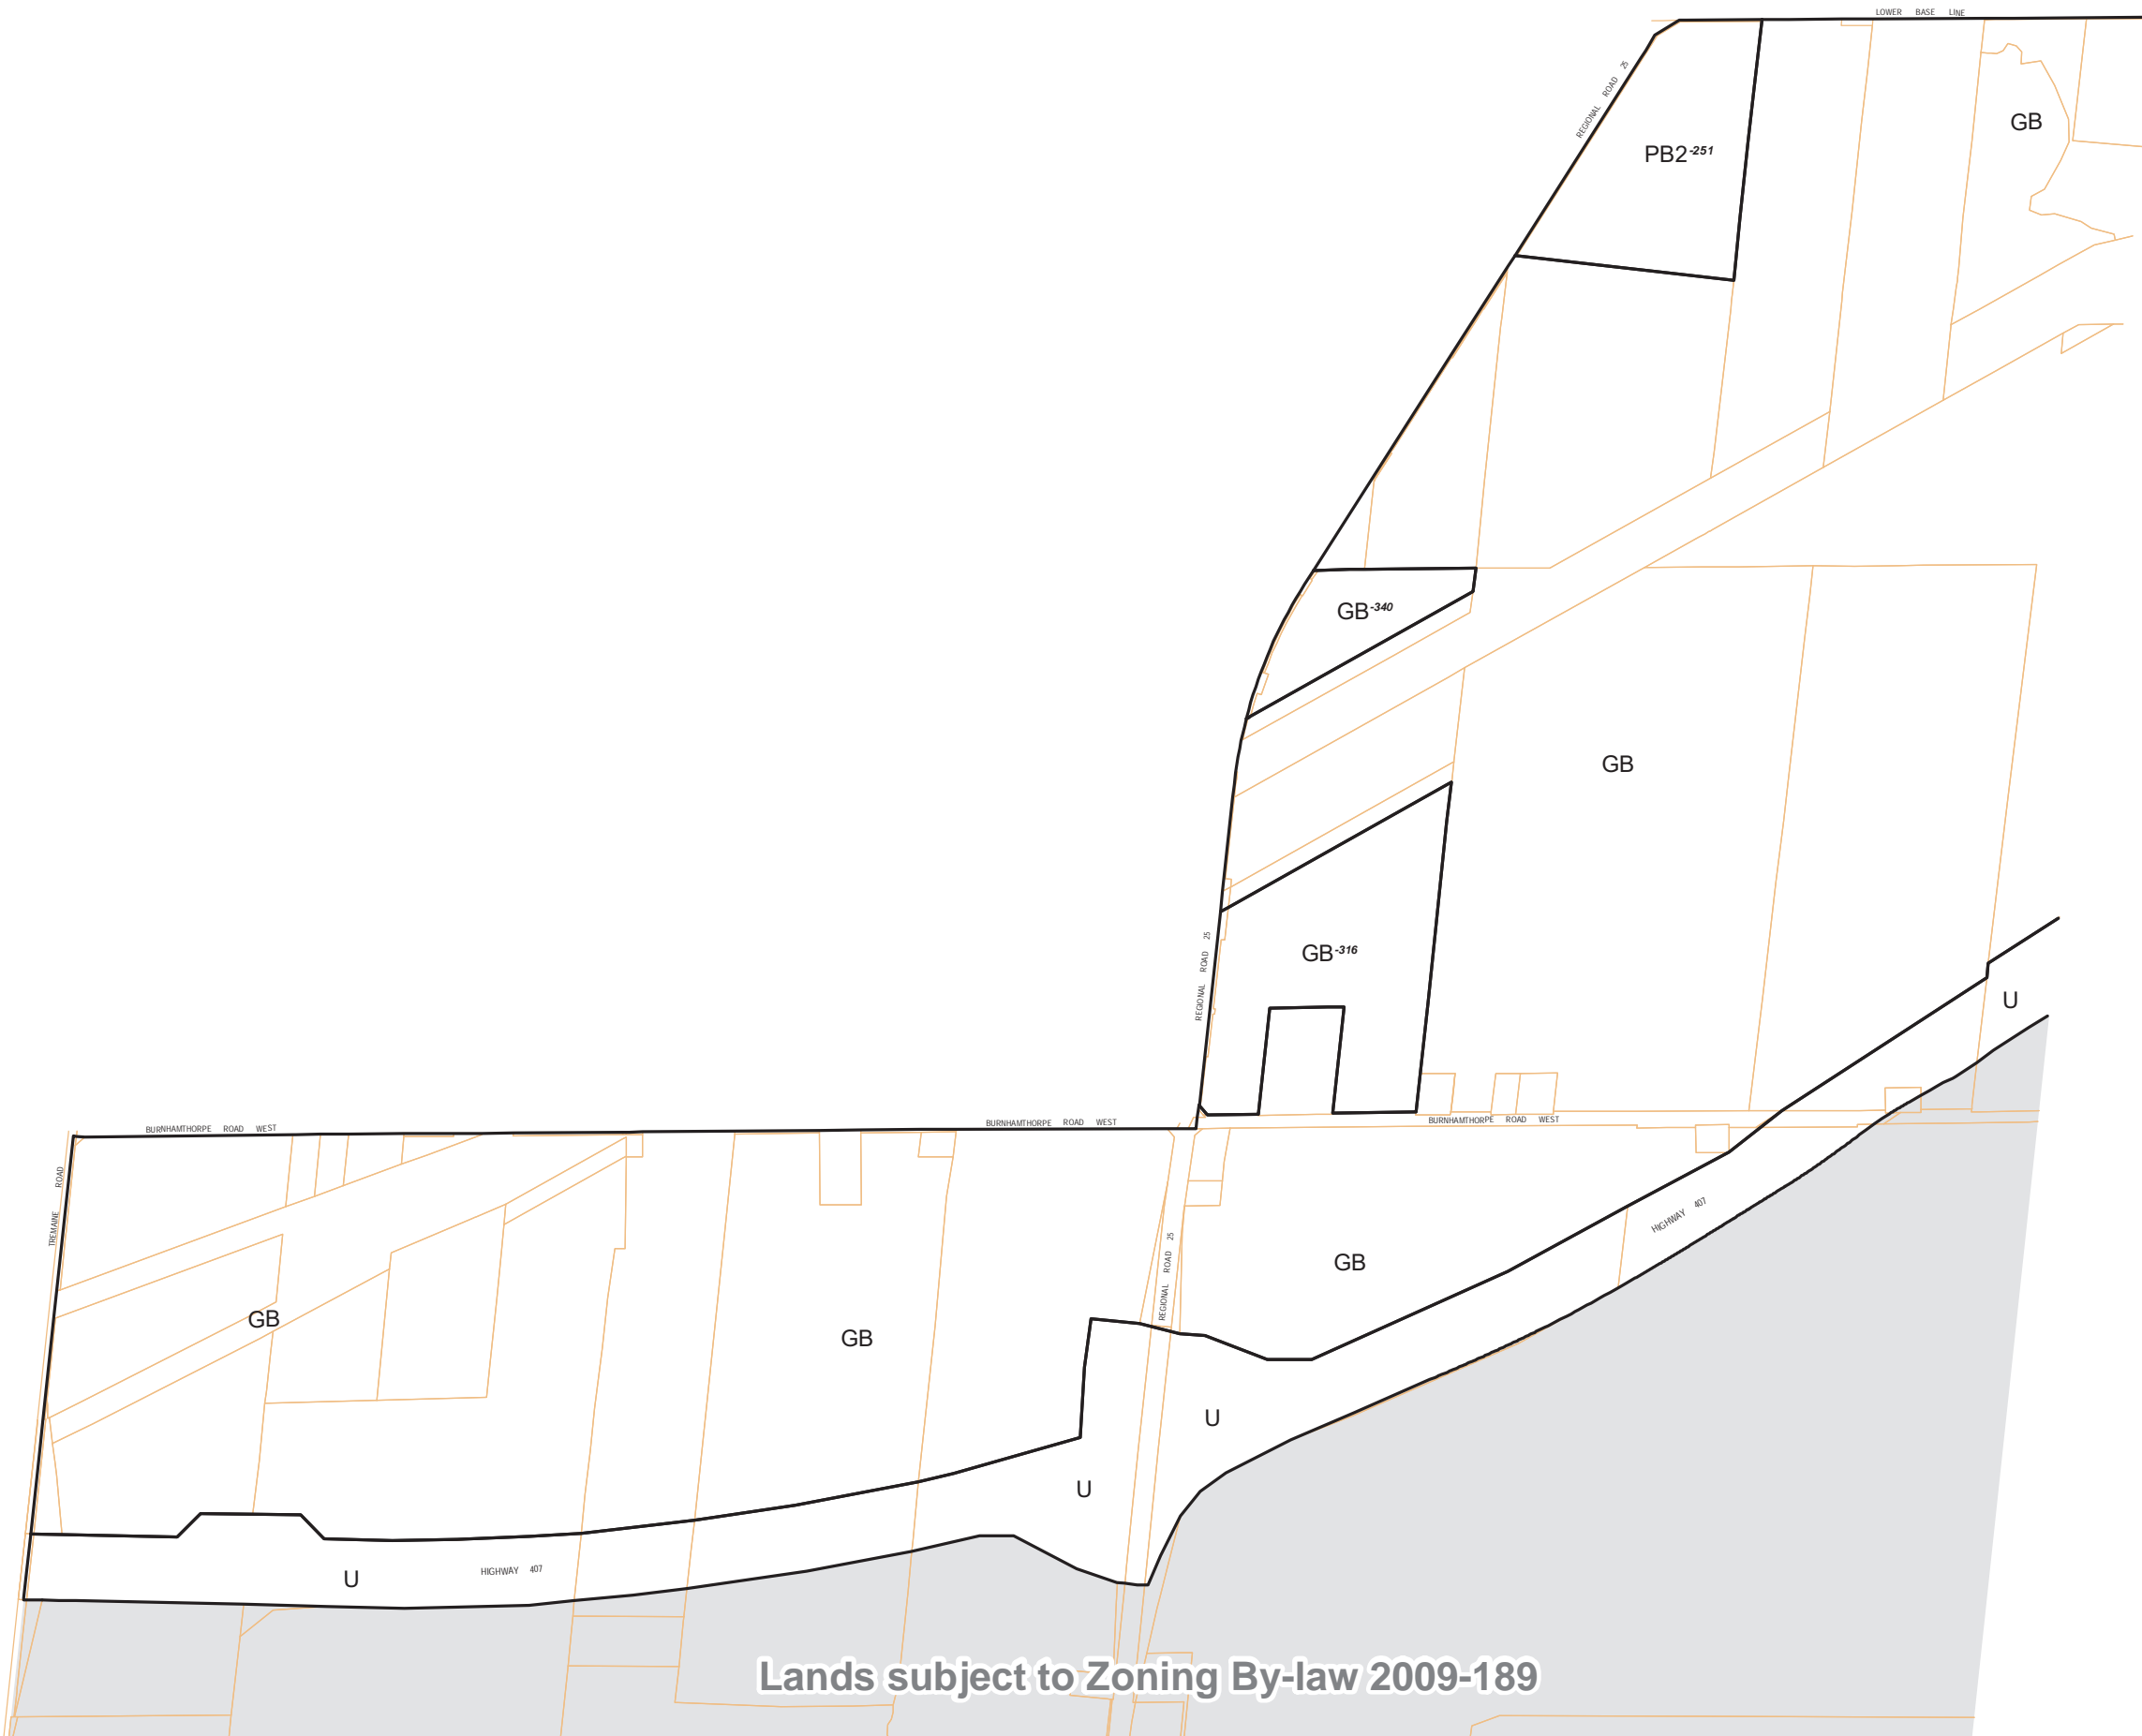 LOWER BASE LINE
REGIONAL ROAD 25
GB
PB2-251
GB-340
GB
GB-316
REGIONAL ROAD 25
U
BURNHAMTHORPE ROAD WEST
BURNHAMTHORPE ROAD WEST
BURNHAMTHORPE ROAD WEST
TREMAINE ROAD
HIGHWAY 407
REGIONAL ROAD 25
GB
GB
GB
U
U
HIGHWAY 407
U
Lands subject to Zoning By-law 2009-189